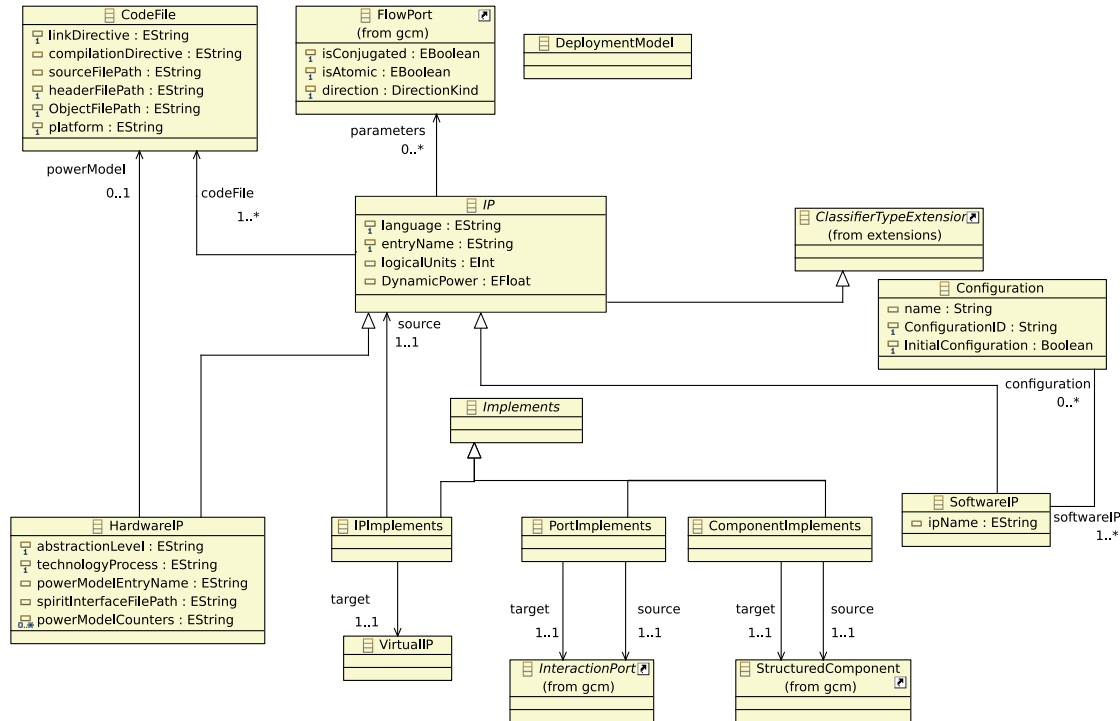 CodeFile
linkDirective : EString
compilationDirective : EString
sourceFilePath : EString
headerFilePath : EString
ObjectFilePath : EString
platform : EString
FlowPort
(from gcm)
isConjugated : EBoolean
isAtomic : EBoolean
direction : DirectionKind
DeploymentModel
powerModel
0..1
codeFile
1..*
parameters
0..*
IP
language : EString
entryName : EString
logicalUnits : EInt
DynamicPower : EFloat
ClassifierTypeExtension
(from extensions)
Configuration
name : String
ConfigurationID : String
InitialConfiguration : Boolean
source
1..1
configuration
0..*
Implements
HardwareIP
abstractionLevel : EString
technologyProcess : EString
powerModelEntryName : EString
spiritInterfaceFilePath : EString
0..* powerModelCounters : EString
IPImplements
PortImplements
ComponentImplements
SoftwareIP
ipName : EString
softwareIP
1..*
target
1..1
target
1..1
source
1..1
target
1..1
source
1..1
VirtualIP
InteractionPort
(from gcm)
StructuredComponent
(from gcm)